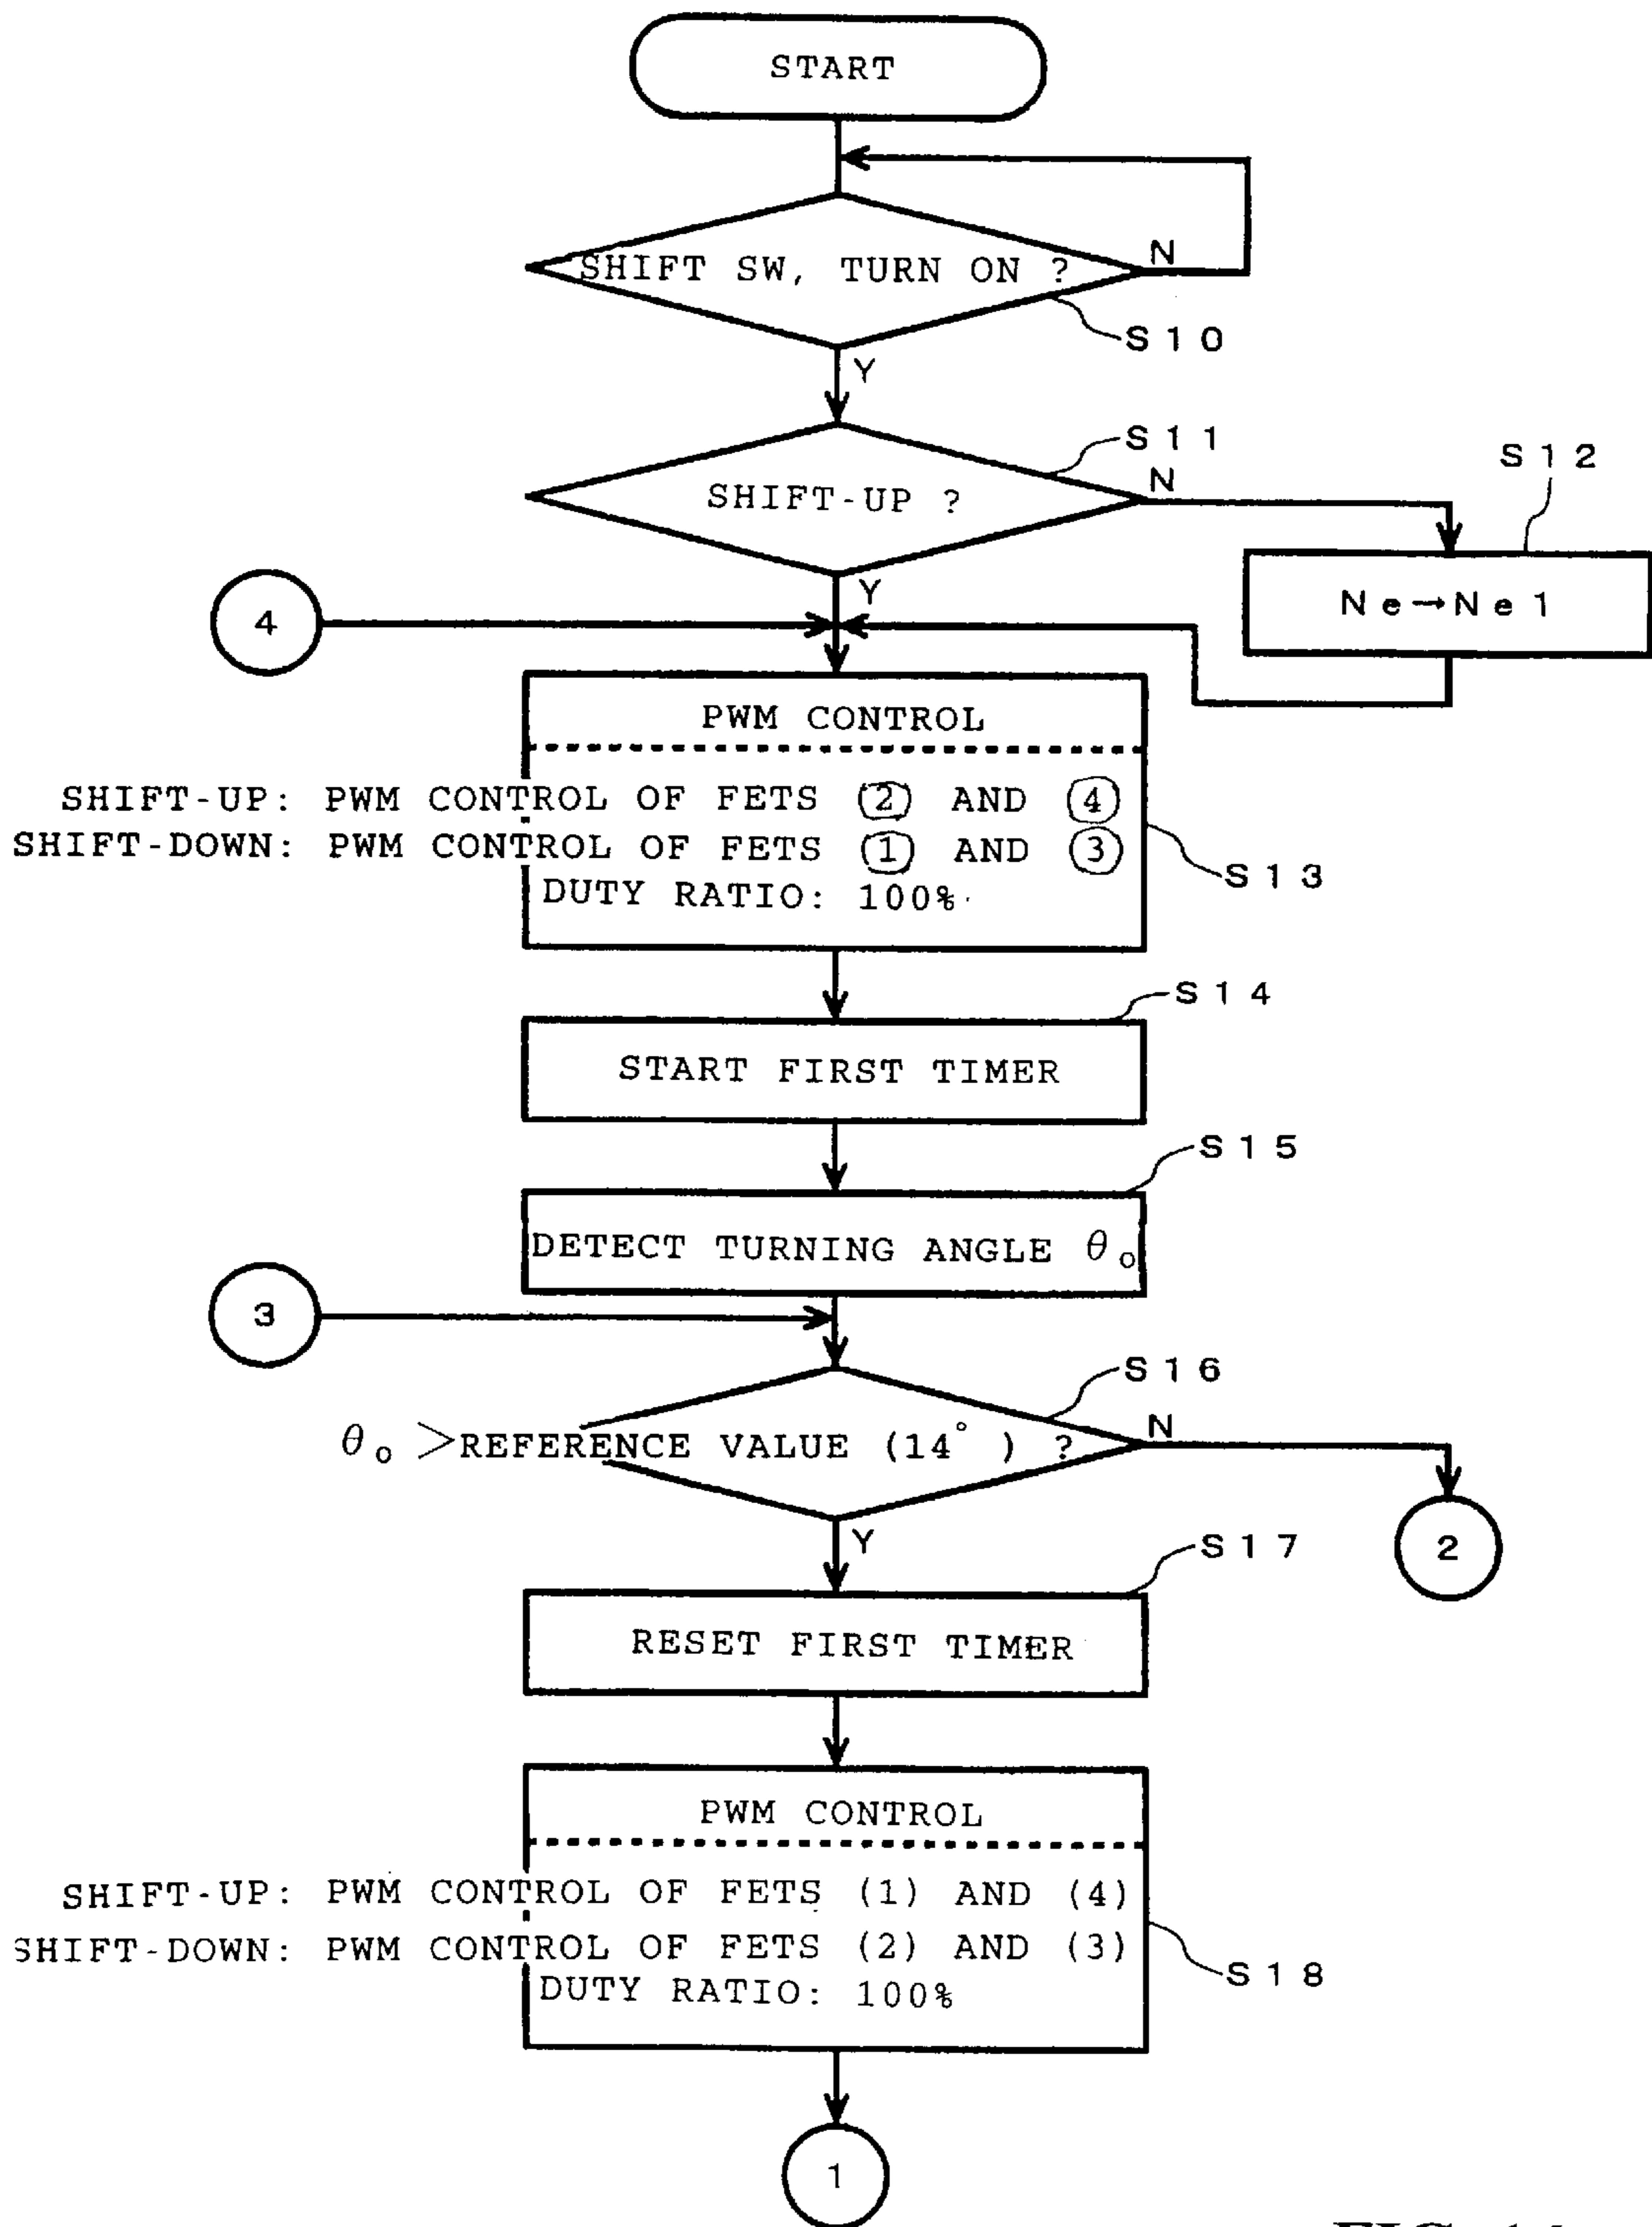 START
SHIFT SW, TURN ON ?
N
S10
Y
S11
SHIFT-UP ?
N
S12
Ne→Ne1
Y
4
PWM CONTROL
SHIFT-UP: PWM CONTROL OF FETS ② AND ④
SHIFT-DOWN: PWM CONTROL OF FETS ① AND ③
DUTY RATIO: 100%
S13
S14
START FIRST TIMER
S15
DETECT TURNING ANGLE θo
3
S16
θo >REFERENCE VALUE (14° ) ?
N
2
Y
S17
RESET FIRST TIMER
PWM CONTROL
SHIFT-UP: PWM CONTROL OF FETS (1) AND (4)
SHIFT-DOWN: PWM CONTROL OF FETS (2) AND (3)
DUTY RATIO: 100%
S18
1